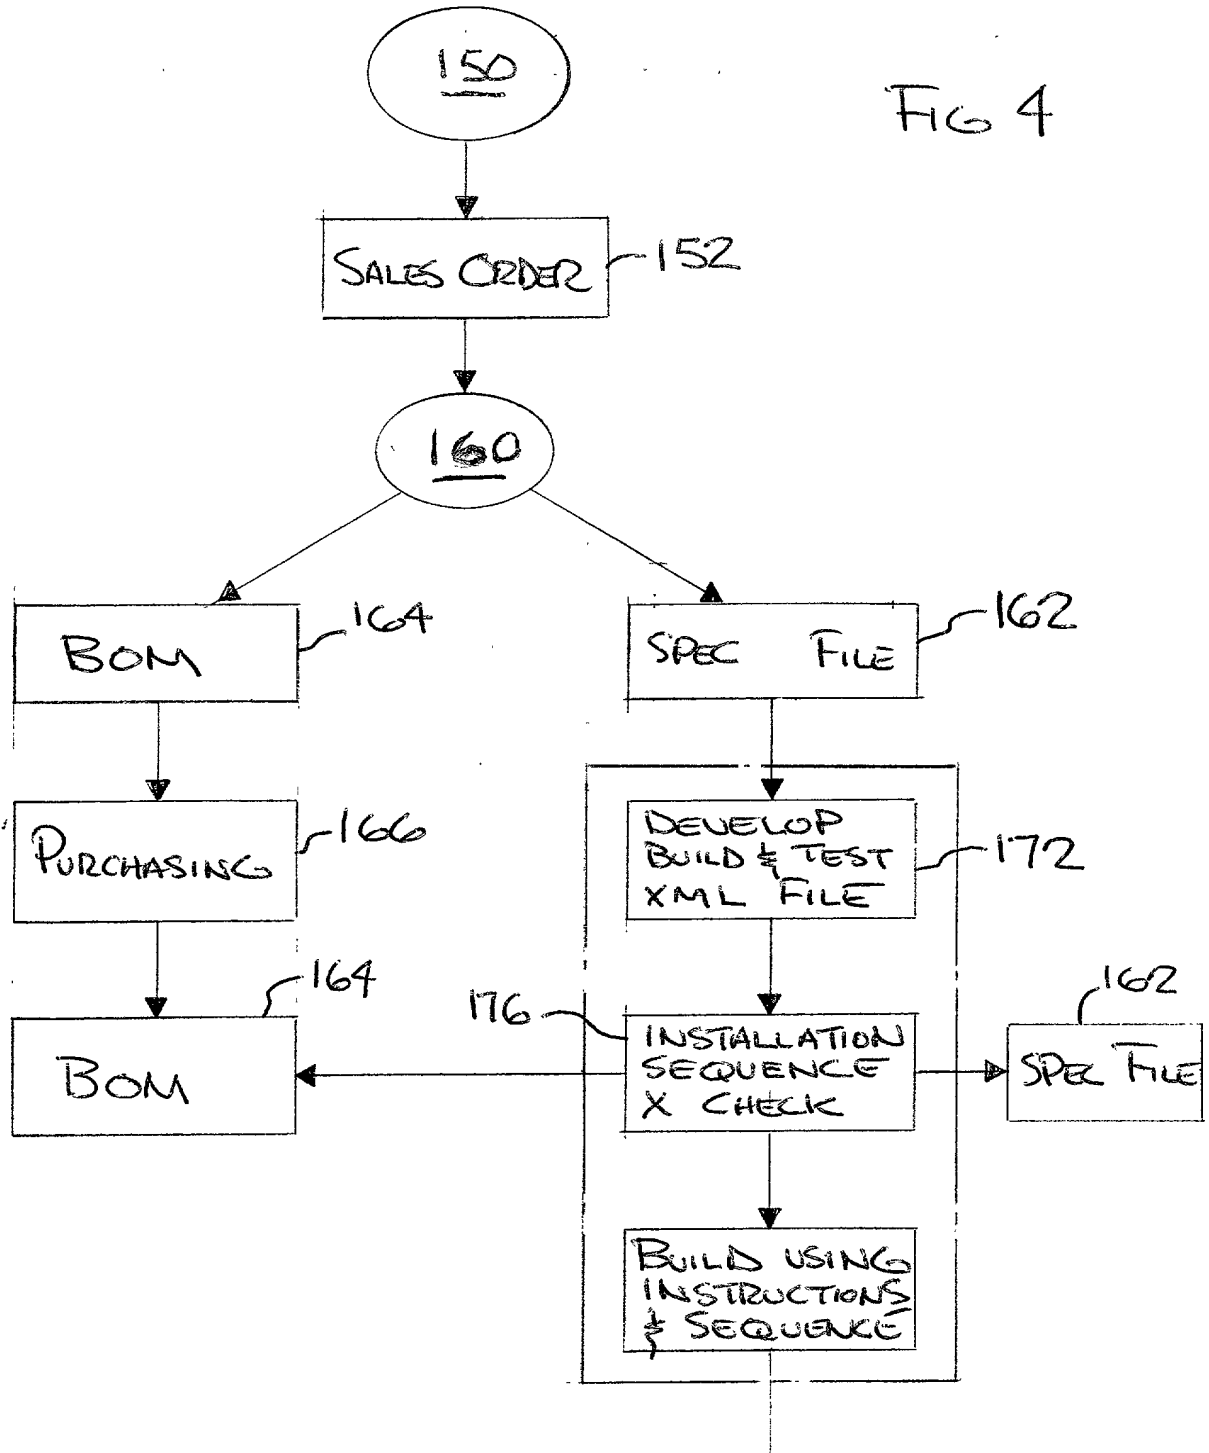 150
FIG 4
SALES ORDER
152
160
BOM
164
SPEC FILE
162
PURCHASING
166
DEVELOP
BUILD & TEST
XML FILE
172
BOM
164
176
INSTALLATION
SEQUENCE
X CHECK
162
SPEC FILE
BUILD USING
INSTRUCTIONS
& SEQUENCE